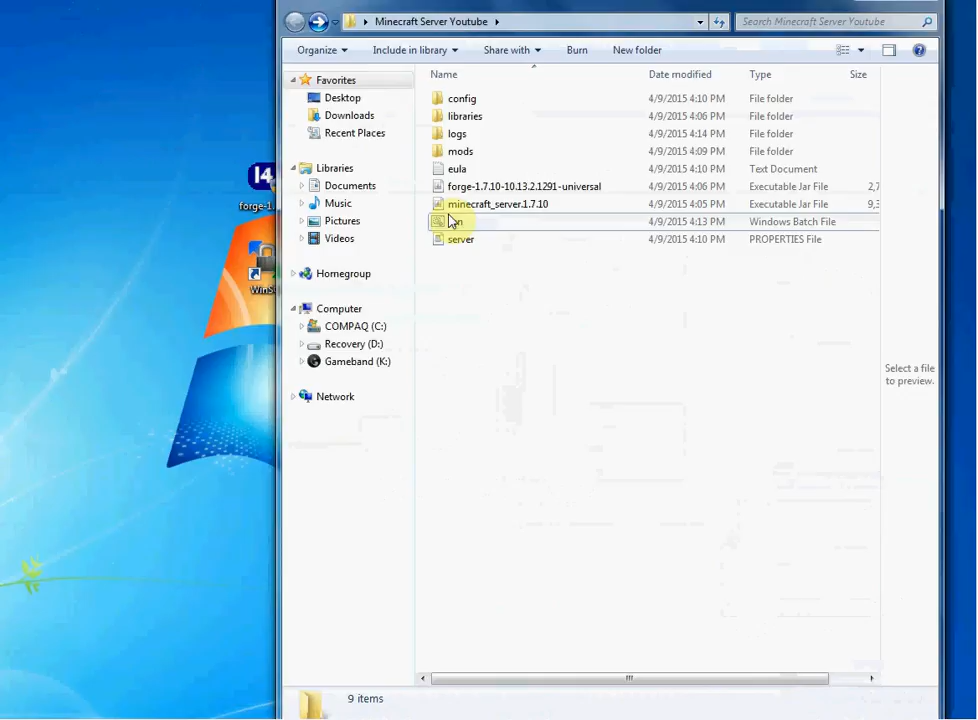 Minecraft Server Youtube
Search Minecraft Server Youtube
Organize Include in library Share with Burn New folder
Name Date modified Type Size
Favorites
Desktop
Downloads
Recent Places
Libraries
Documents
Music
Pictures
Videos
Homegroup
Computer
COMPAQ (C:)
Recovery (D:)
Gameband (K:)
Network
config 4/9/2015 4:10 PM File folder
libraries 4/9/2015 4:06 PM File folder
logs 4/9/2015 4:14 PM File folder
mods 4/9/2015 4:09 PM File folder
eula 4/9/2015 4:10 PM Text Document
forge-1.7.10-10.13.2.1291-universal 4/9/2015 4:06 PM Executable Jar File 2,7
minecraft_server.1.7.10 4/9/2015 4:05 PM Executable Jar File 9,3
4/9/2015 4:13 PM Windows Batch File
server 4/9/2015 4:10 PM PROPERTIES File
Select a file
to preview.
14
forge-1.
9 items